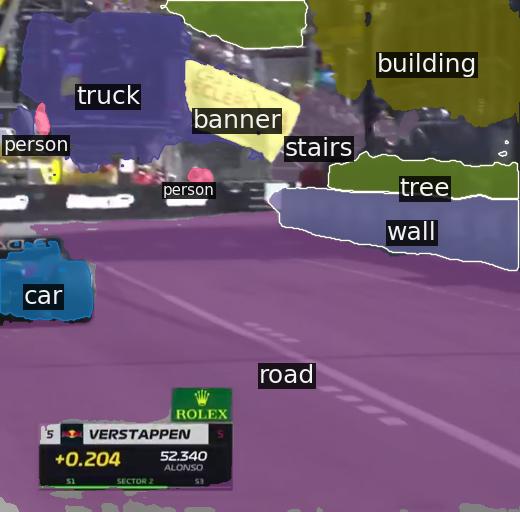 building
truck
banner
person
stairs
person
tree
wall
car
road
ROLEX
5 VERSTAPPEN 5
+0.204 52.340
ALONSO
S1 SECTOR 2 S3